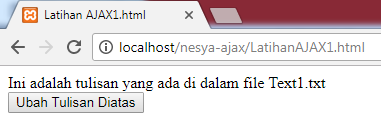 Latihan AJAX1.html
localhost/nesya-ajax/LatihanAJAX1.html
Ini adalah tulisan yang ada di dalam file Text1.txt
Ubah Tulisan Diatas